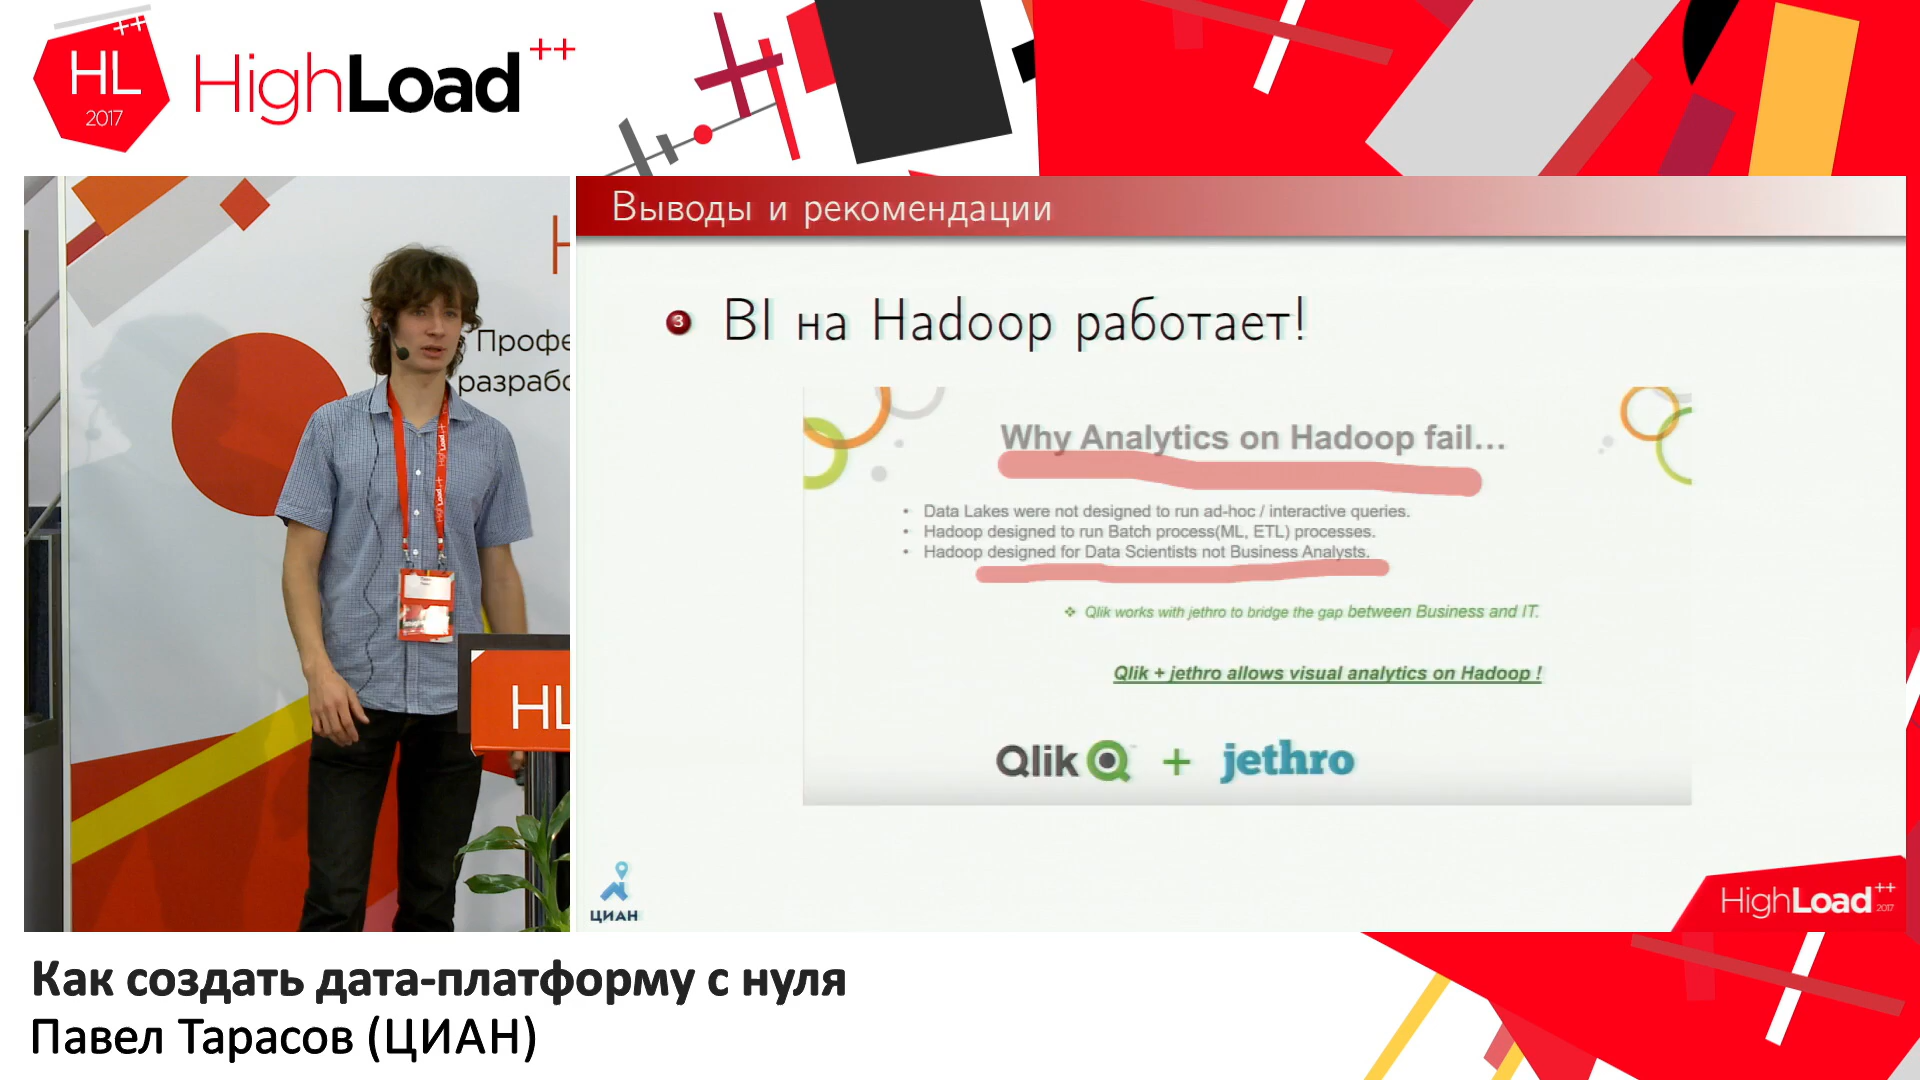 ++
HL
2017
HighLoad++
Профе
разрабо
HL
Выводы и рекомендации
3 BI на Hadoop работает!
Why Analytics on Hadoop fail...
• Data Lakes were not designed to run ad-hoc / interactive queries.
• Hadoop designed to run Batch process(ML, ETL) processes.
• Hadoop designed for Data Scientists not Business Analysts.
❖ Qlik works with jethro to bridge the gap between Business and IT.
Qlik + jethro allows visual analytics on Hadoop !
Qlik + jethro
ЦИАН
HighLoad++
2017
Как создать дата-платформу с нуля
Павел Тарасов (ЦИАН)